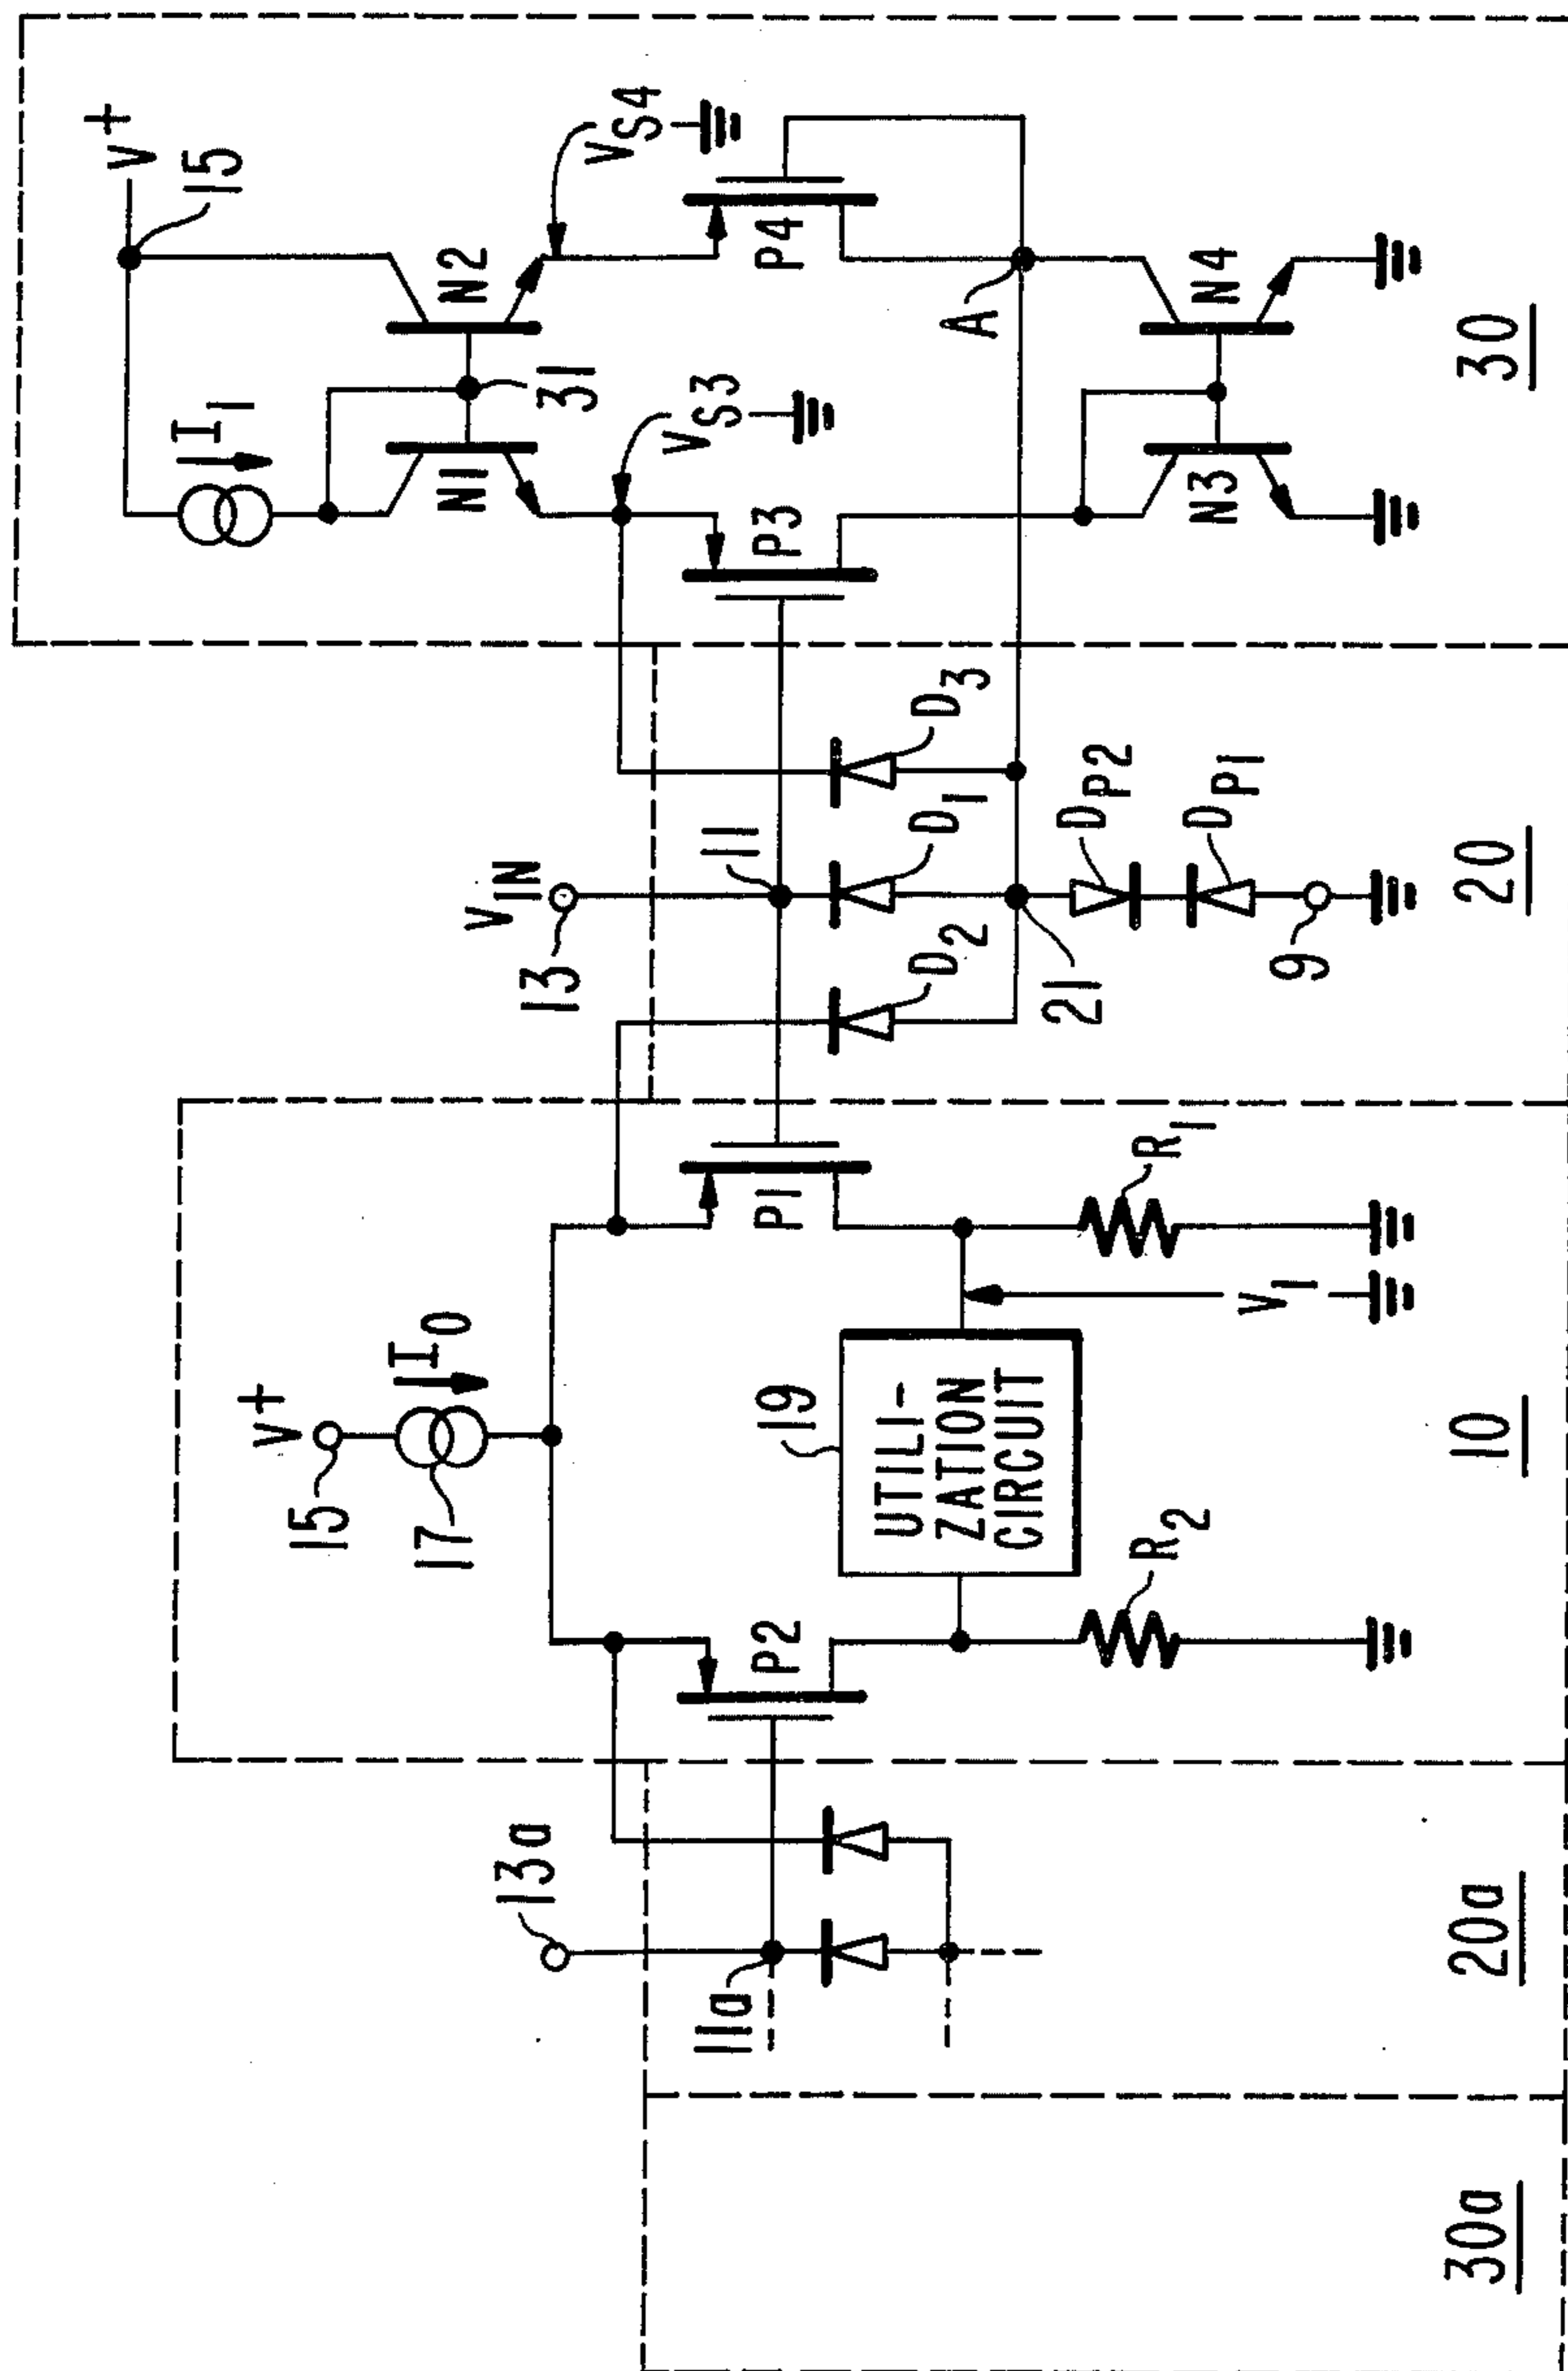 V+
15
I1
N1
N2
31
VS3
VS4
P3
P4
A
N3
N4
30
VIN
13
11
D2
D1
D3
21
DP2
DP1
9
20
V+
15
17
I0
P2
P1
19
UTILI-
ZATION
CIRCUIT
R2
R1
V1
10
13a
11a
20a
30a